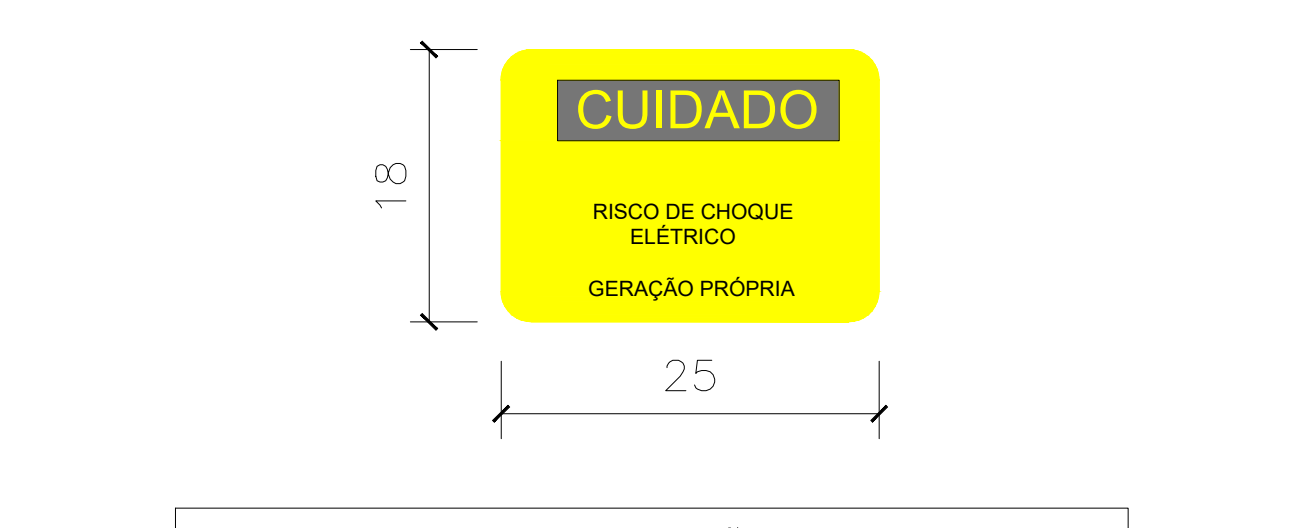 CUIDADO
18
RISCO DE CHOQUE
ELÉTRICO
GERAÇÃO PRÓPRIA
25